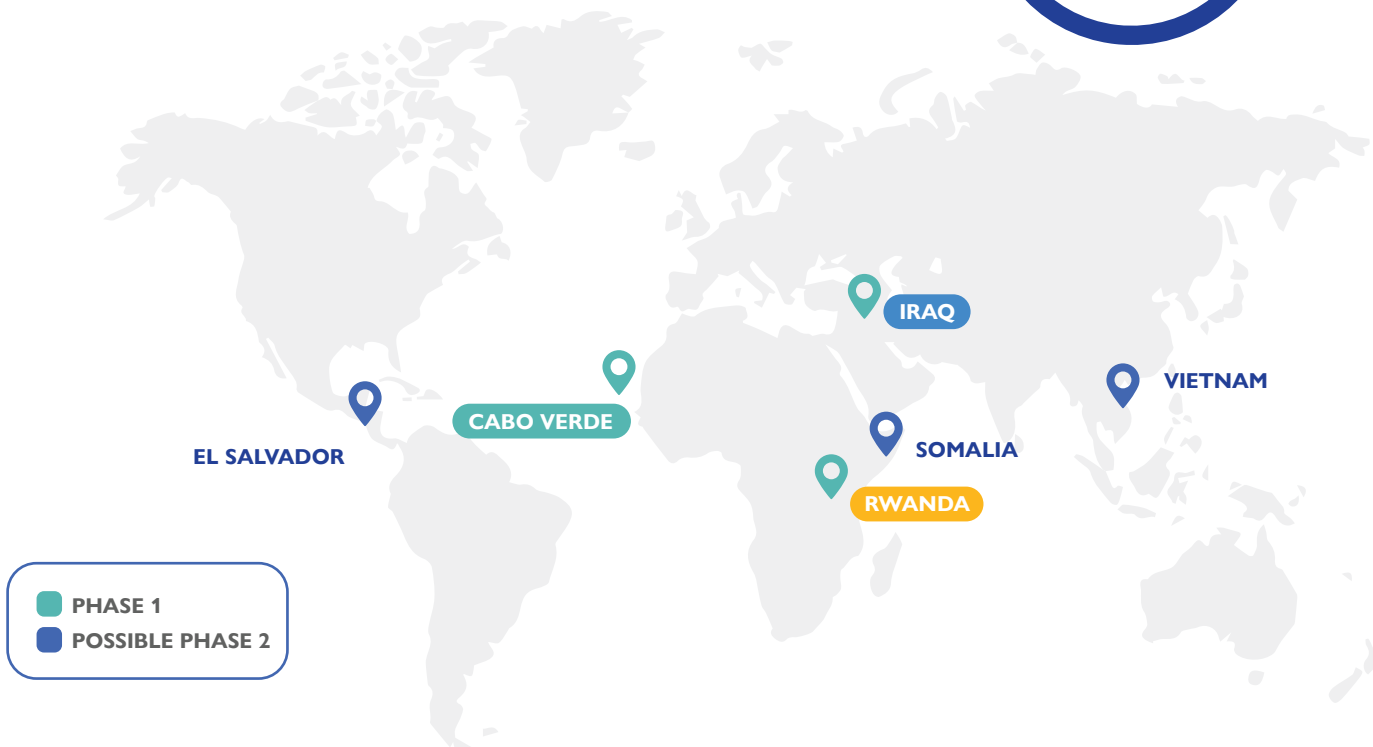 IRAQ
VIETNAM
CABO VERDE
EL SALVADOR
SOMALIA
RWANDA
PHASE 1
POSSIBLE PHASE 2